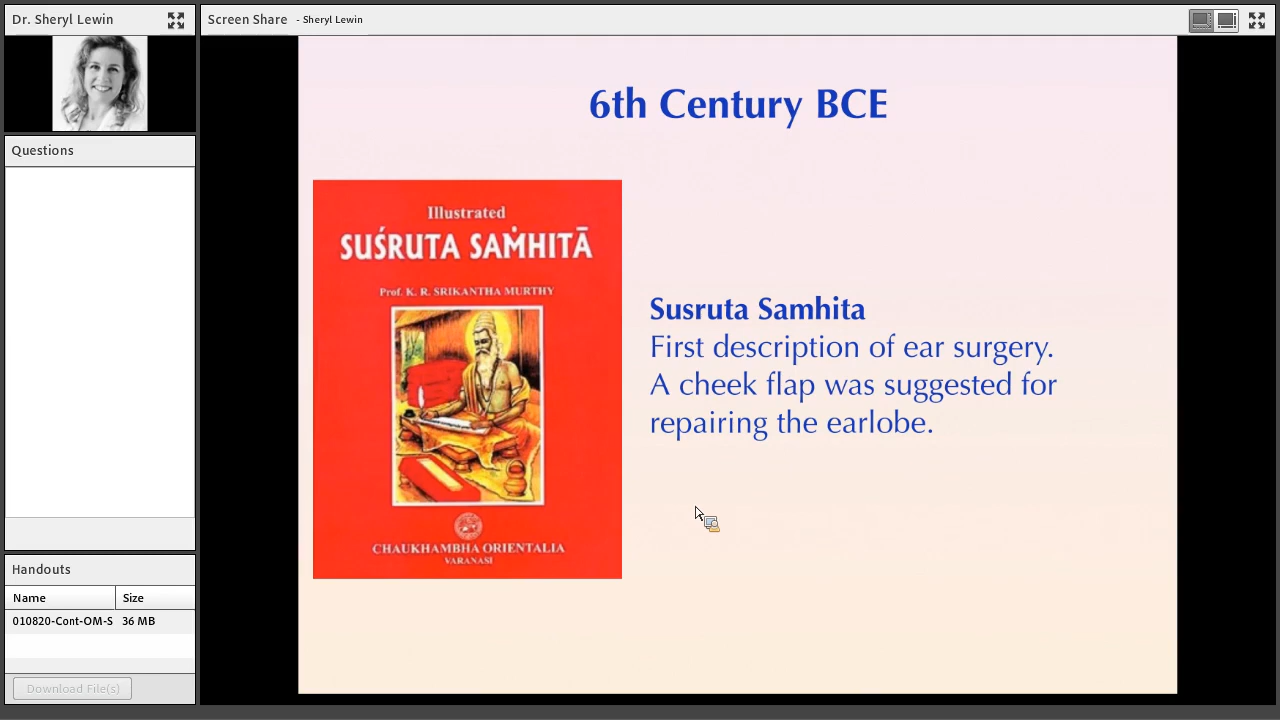 Dr. Sheryl Lewin
Screen Share - Sheryl Lewin
Questions
Handouts
Name Size
010820-Cont-OM-S 36 MB
Download File(s)
6th Century BCE
Illustrated
SUŚRUTA SAṀHITĀ
Prof. K. R. SRIKANTHA MURTHY
CHAUKHAMBHA ORIENTALIA
VARANASI
Susruta Samhita
First description of ear surgery.
A cheek flap was suggested for
repairing the earlobe.